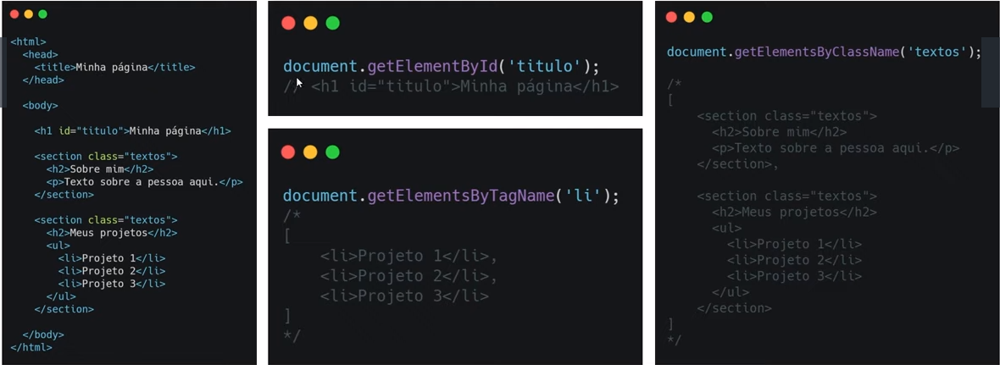 <html>
<head>
<title>Minha página</title>
</head>
<body>
<h1 id="titulo">Minha página</h1>
<section class="textos">
<h2>Sobre mim</h2>
<p>Texto sobre a pessoa aqui.</p>
</section>
<section class="textos">
<h2>Meus projetos</h2>
<ul>
<li>Projeto 1</li>
<li>Projeto 2</li>
<li>Projeto 3</li>
</ul>
</section>
</body>
</html>
document.getElementById('titulo');
// <h1 id="titulo">Minha página</h1>
document.getElementsByTagName('li');
/*
[
<li>Projeto 1</li>,
<li>Projeto 2</li>,
<li>Projeto 3</li>
]
*/
document.getElementsByClassName('textos');
/*
[
<section class="textos">
<h2>Sobre mim</h2>
<p>Texto sobre a pessoa aqui.</p>
</section>,
<section class="textos">
<h2>Meus projetos</h2>
<ul>
<li>Projeto 1</li>
<li>Projeto 2</li>
<li>Projeto 3</li>
</ul>
</section>
]
*/